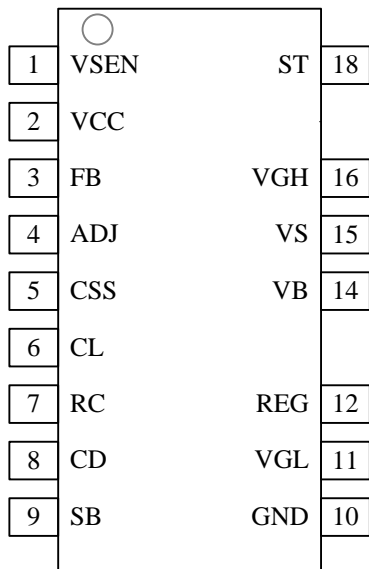 1 VSEN ST 18
2 VCC
3 FB VGH 16
4 ADJ VS 15
5 CSS VB 14
6 CL
7 RC REG 12
8 CD VGL 11
9 SB GND 10